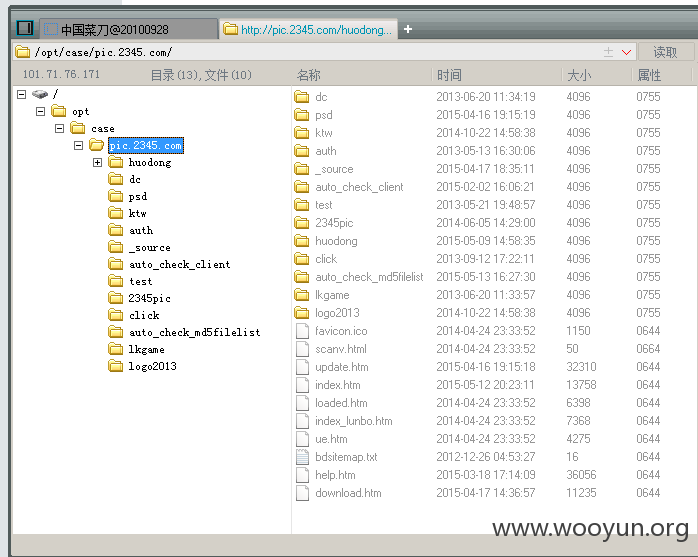 中国菜刀@20100928
http://pic.2345.com/huodong...
/opt/case/pic.2345.com/
读取
101.71.76.171 目录(13),文件(10)
名称 时间 大小 属性
/
opt
case
pic.2345.com
huodong
dc
psd
ktw
auth
_source
auto_check_client
test
2345pic
click
auto_check_md5filelist
lkgame
logo2013
dc 2013-06-20 11:34:19 4096 0755
psd 2015-04-16 19:15:19 4096 0755
ktw 2014-10-22 14:58:38 4096 0755
auth 2013-05-13 16:30:06 4096 0755
_source 2015-04-17 18:35:11 4096 0755
auto_check_client 2015-02-02 16:06:21 4096 0755
test 2013-05-21 19:48:57 4096 0755
2345pic 2014-06-05 14:29:00 4096 0755
huodong 2015-05-09 14:58:35 4096 0755
click 2013-09-12 17:22:11 4096 0755
auto_check_md5filelist 2015-05-13 16:27:30 4096 0755
lkgame 2013-06-20 11:33:57 4096 0755
logo2013 2014-10-22 14:58:38 4096 0755
favicon.ico 2014-04-24 23:33:52 1150 0644
scanv.html 2014-04-24 23:33:52 50 0664
update.htm 2015-04-16 19:15:18 32310 0644
index.htm 2015-05-12 20:23:11 13758 0644
loaded.htm 2014-04-24 23:33:52 6398 0644
index_lunbo.htm 2014-04-24 23:33:52 7368 0644
ue.htm 2014-04-24 23:33:52 4275 0644
bdsitemap.txt 2012-12-26 04:53:27 16 0644
help.htm 2015-03-18 17:14:09 36056 0644
download.htm 2015-04-17 14:36:57 11235 0644
www.wooyun.org